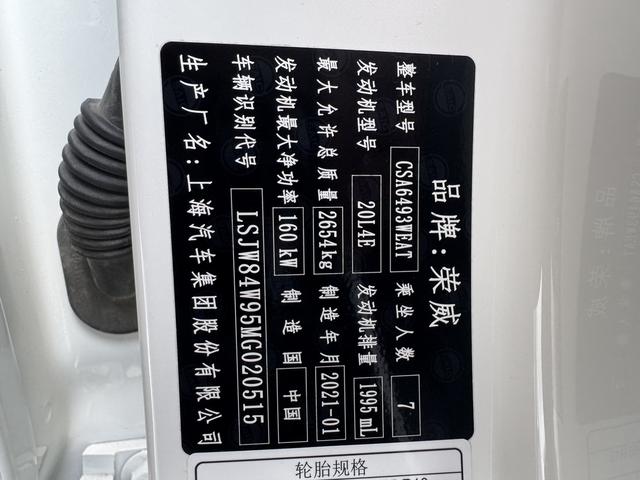 品牌:荣威
整车型号 CSA6493WEAT 乘坐人数 7
发动机型号 20L4E 发动机排量 1995 mL
最大允许总质量 2654kg 制造年月 2021-01
发动机最大净功率 160 kW 制造国 中国
车辆识别代号 LSJW84W95MG020515
生产厂名:上海汽车集团股份有限公司
轮胎规格